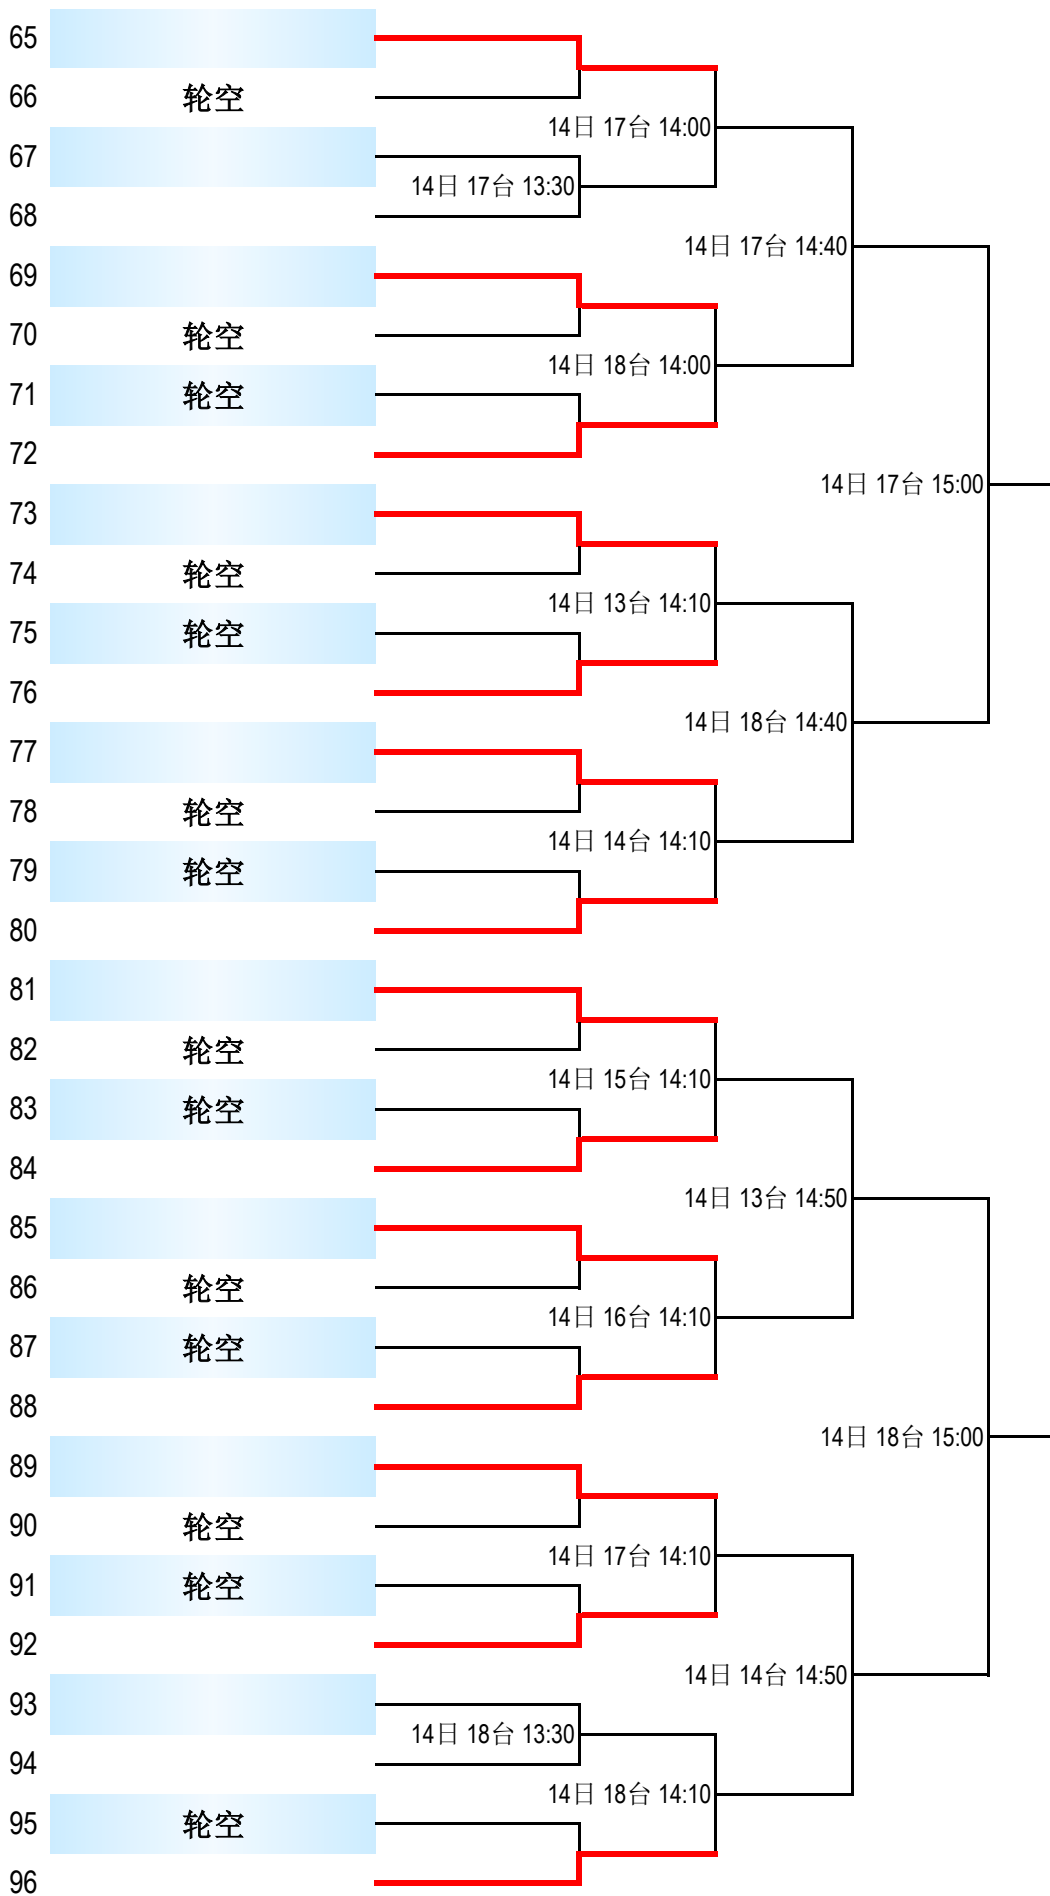 65
66 轮空
14日 17台 14:00
67
14日 17台 13:30
68
14日 17台 14:40
69
70 轮空
14日 18台 14:00
71 轮空
72
14日 17台 15:00
73
74 轮空
14日 13台 14:10
75 轮空
76
14日 18台 14:40
77
78 轮空
14日 14台 14:10
79 轮空
80
81
82 轮空
14日 15台 14:10
83 轮空
84
14日 13台 14:50
85
86 轮空
14日 16台 14:10
87 轮空
88
14日 18台 15:00
89
90 轮空
14日 17台 14:10
91 轮空
92
14日 14台 14:50
93
14日 18台 13:30
94
14日 18台 14:10
95 轮空
96